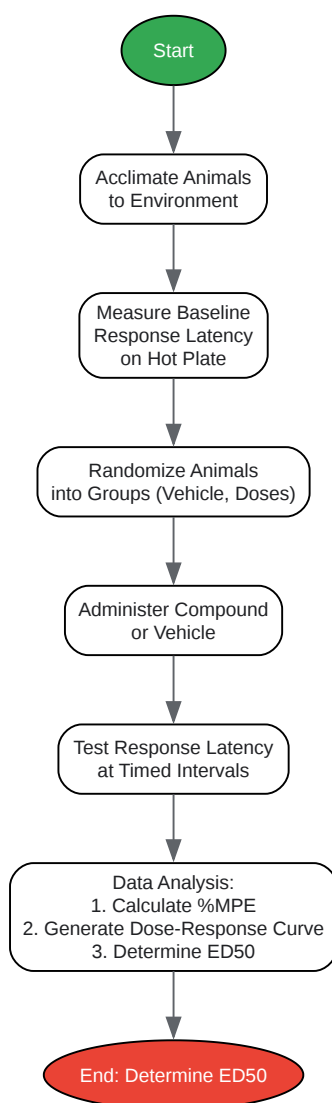 Start
Acclimate Animals
to Environment
Measure Baseline
Response Latency
on Hot Plate
Randomize Animals
into Groups (Vehicle, Doses)
Administer Compound
or Vehicle
Test Response Latency
at Timed Intervals
Data Analysis:
1. Calculate %MPE
2. Generate Dose-Response Curve
3. Determine ED50
End: Determine ED50